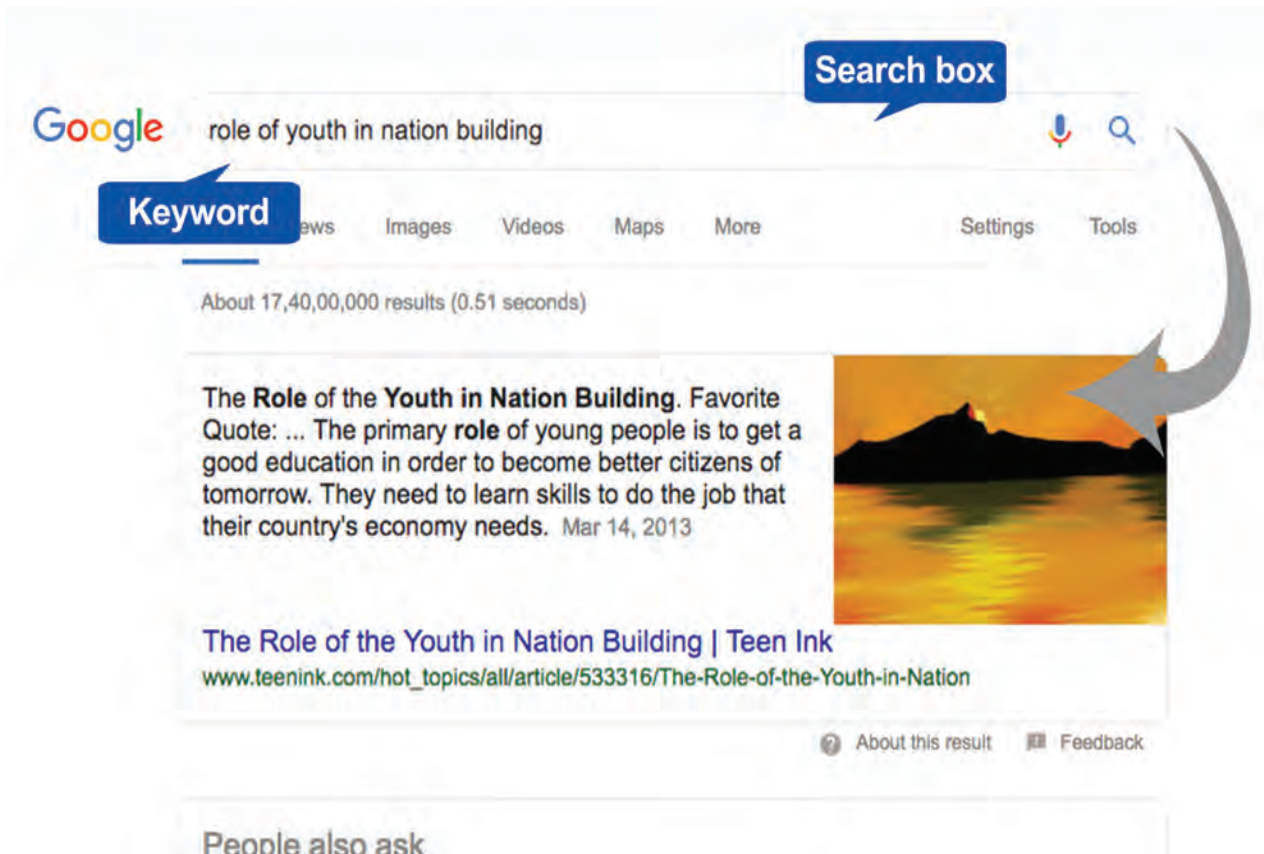 Search box
Google
role of youth in nation building
Keyword
ews Images Videos Maps More Settings Tools
About 17,40,00,000 results (0.51 seconds)
The Role of the Youth in Nation Building. Favorite
Quote: ... The primary role of young people is to get a
good education in order to become better citizens of
tomorrow. They need to learn skills to do the job that
their country's economy needs. Mar 14, 2013
The Role of the Youth in Nation Building | Teen Ink
www.teenink.com/hot_topics/all/article/533316/The-Role-of-the-Youth-in-Nation
About this result Feedback
People also ask